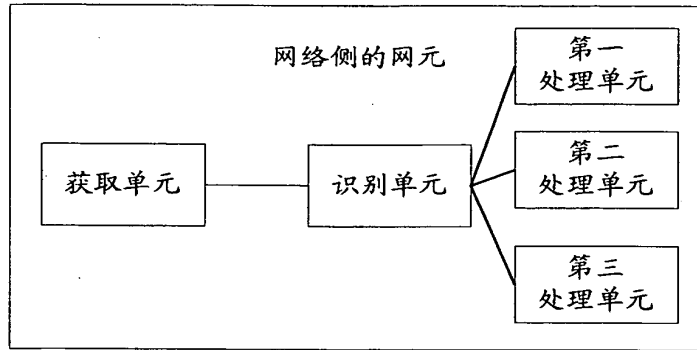 网络侧的网元
获取单元
识别单元
第一
处理单元
第二
处理单元
第三
处理单元